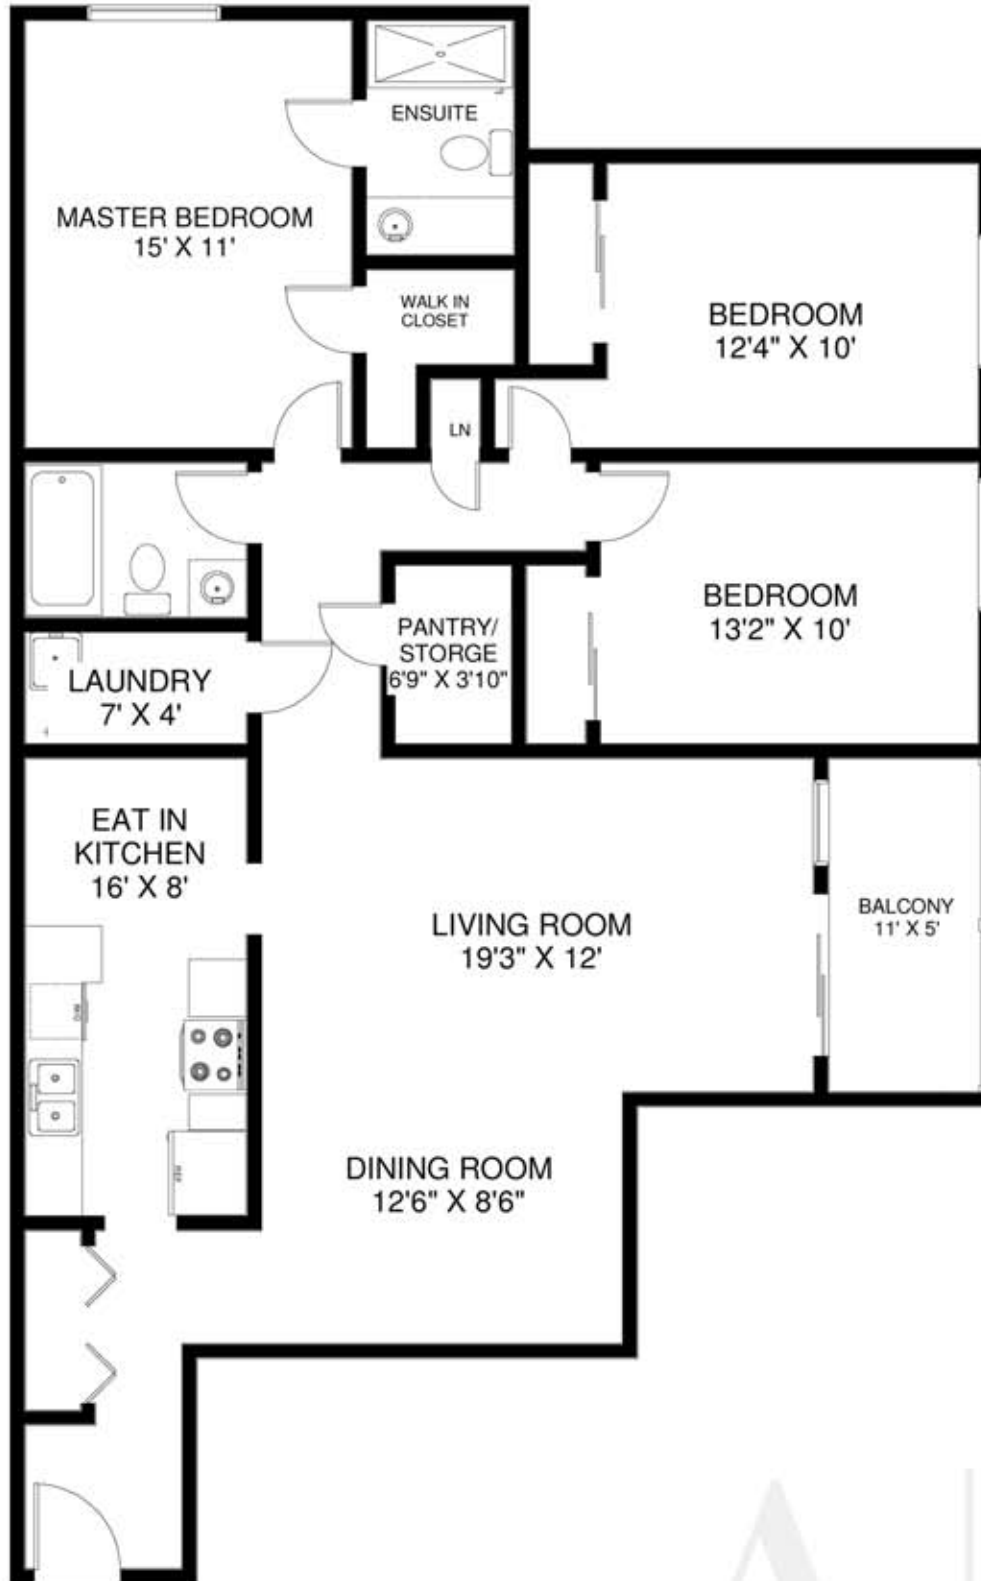 ENSUITE
MASTER BEDROOM
15' X 11'
WALK IN
CLOSET
BEDROOM
12'4" X 10'
LN
BEDROOM
13'2" X 10'
PANTRY/
STORGE
6'9" X 3'10"
LAUNDRY
7' X 4'
EAT IN
KITCHEN
16' X 8'
LIVING ROOM
19'3" X 12'
BALCONY
11' X 5'
DINING ROOM
12'6" X 8'6"